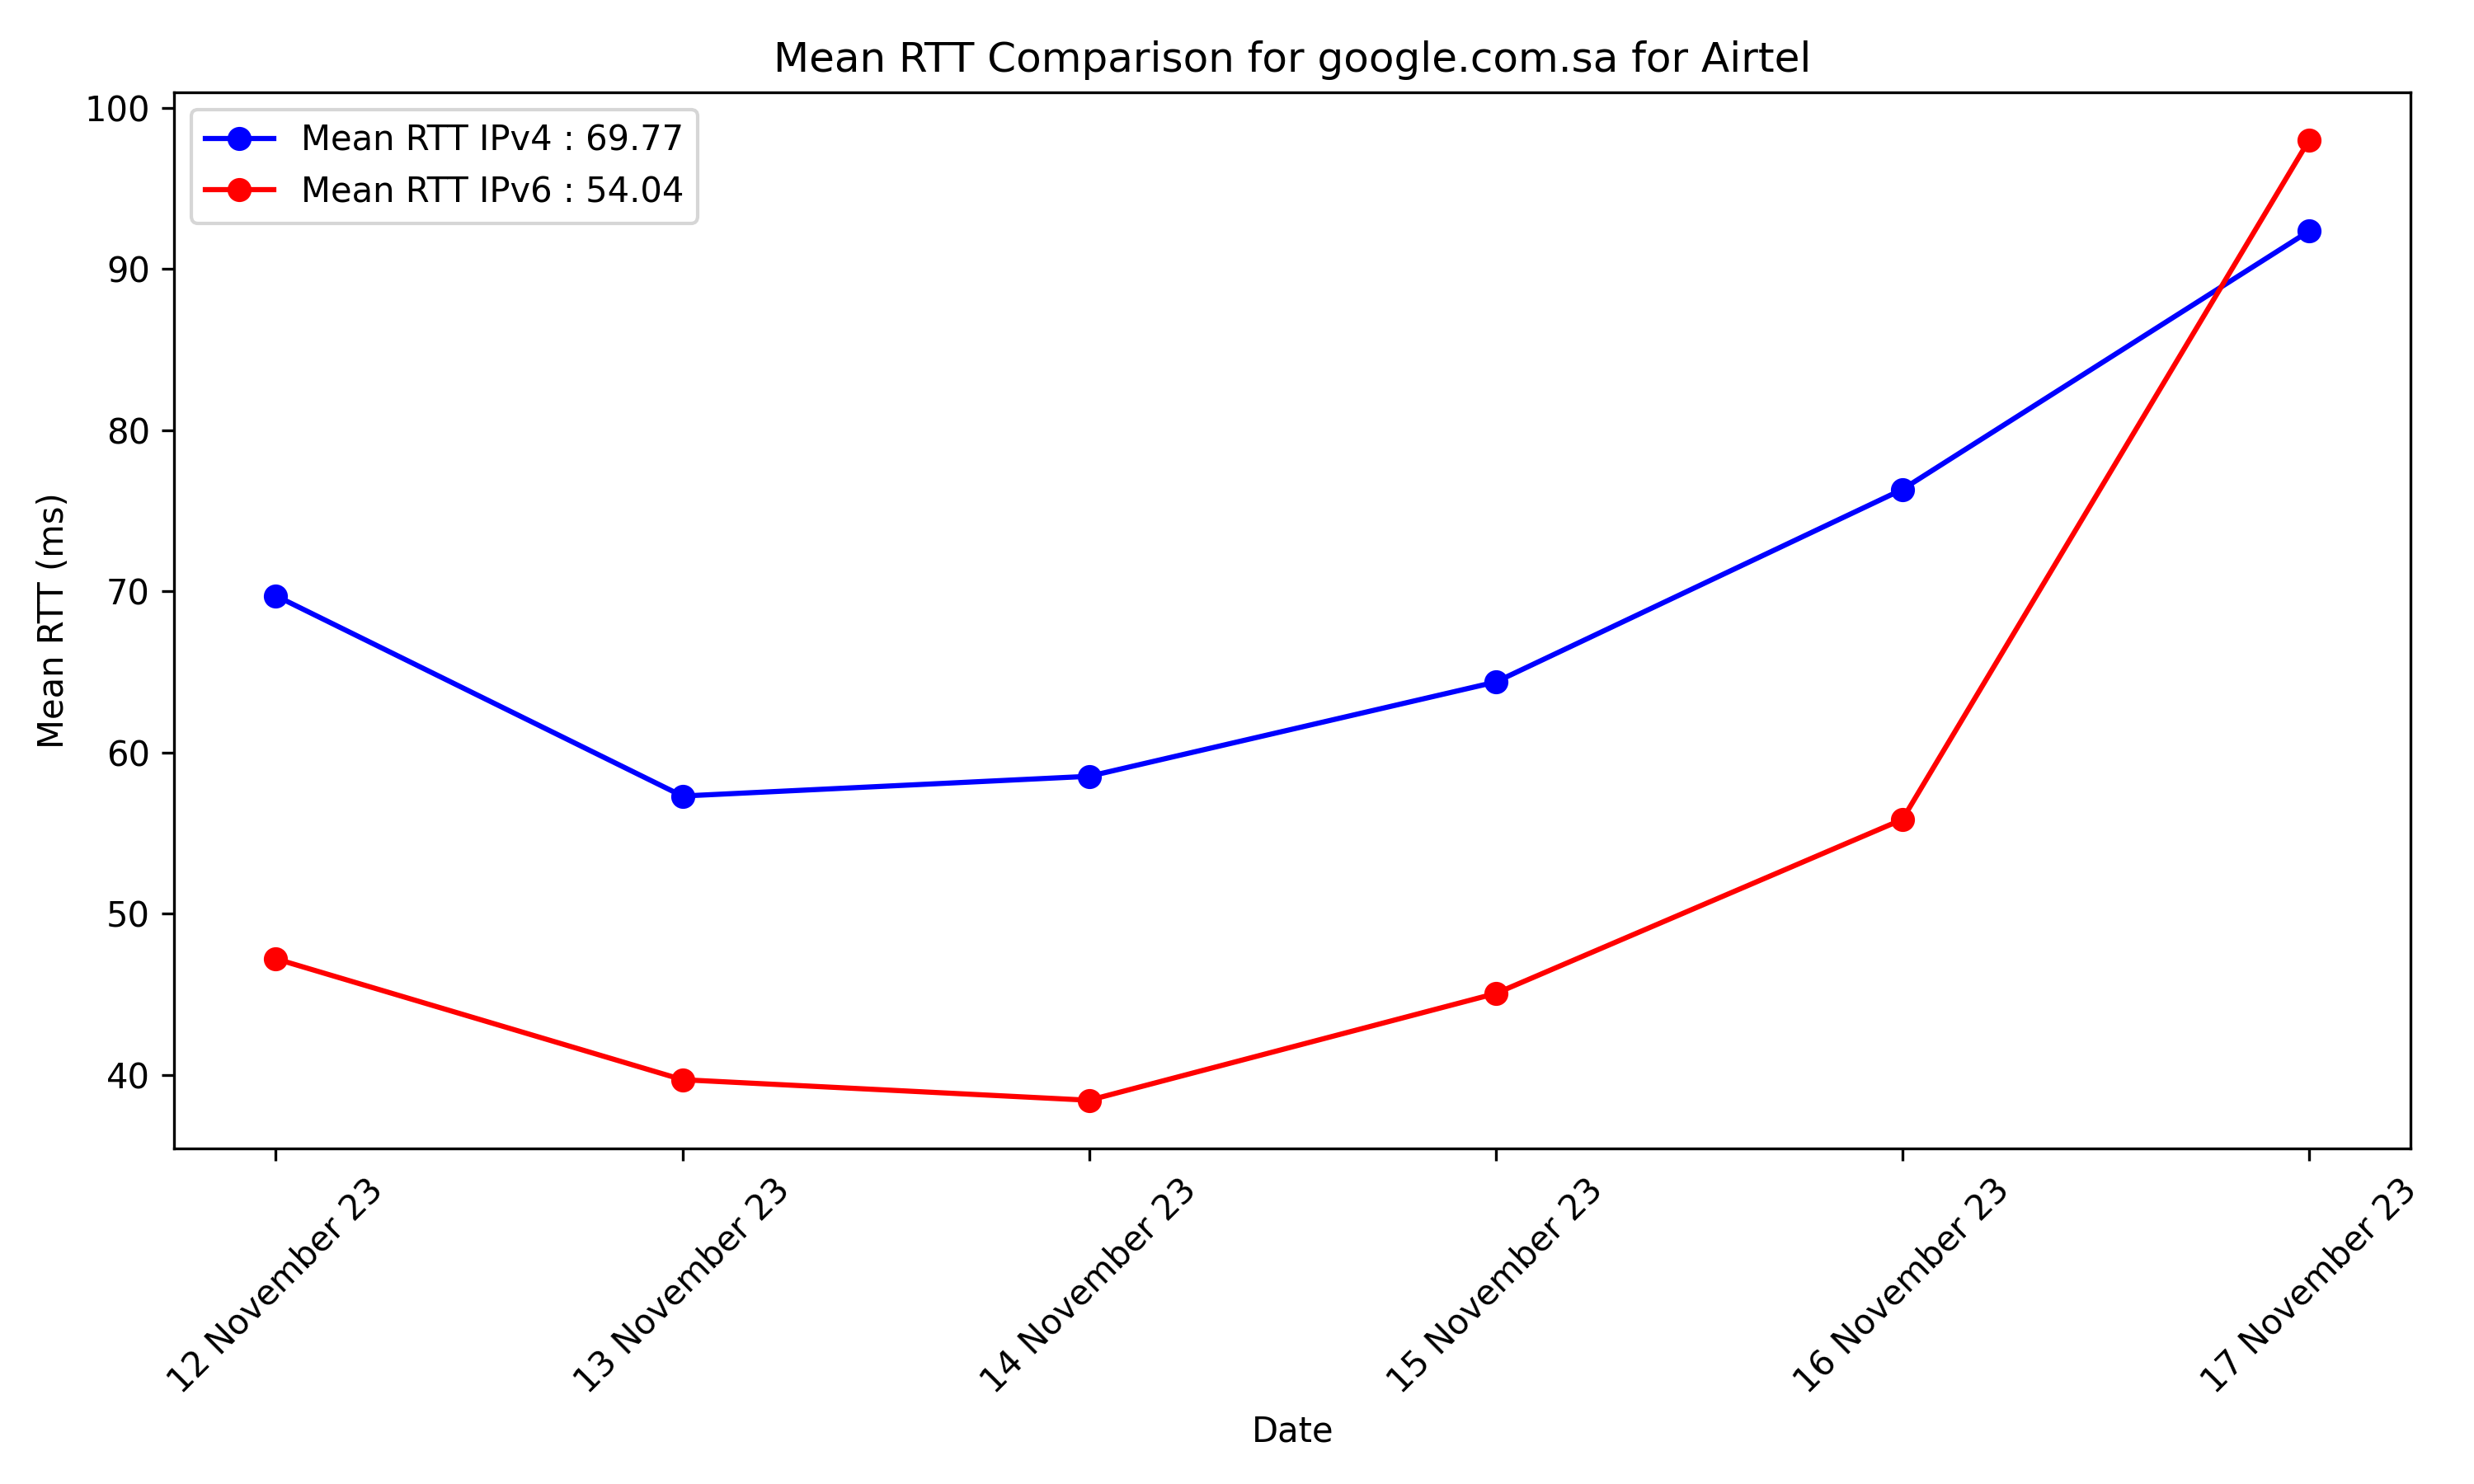 Mean RTT Comparison for google.com.sa for Airtel
Mean RTT IPv4 : 69.77
Mean RTT IPv6 : 54.04
Mean RTT (ms)
100
90
80
70
60
50
40
12 November 23
13 November 23
14 November 23
15 November 23
16 November 23
17 November 23
Date